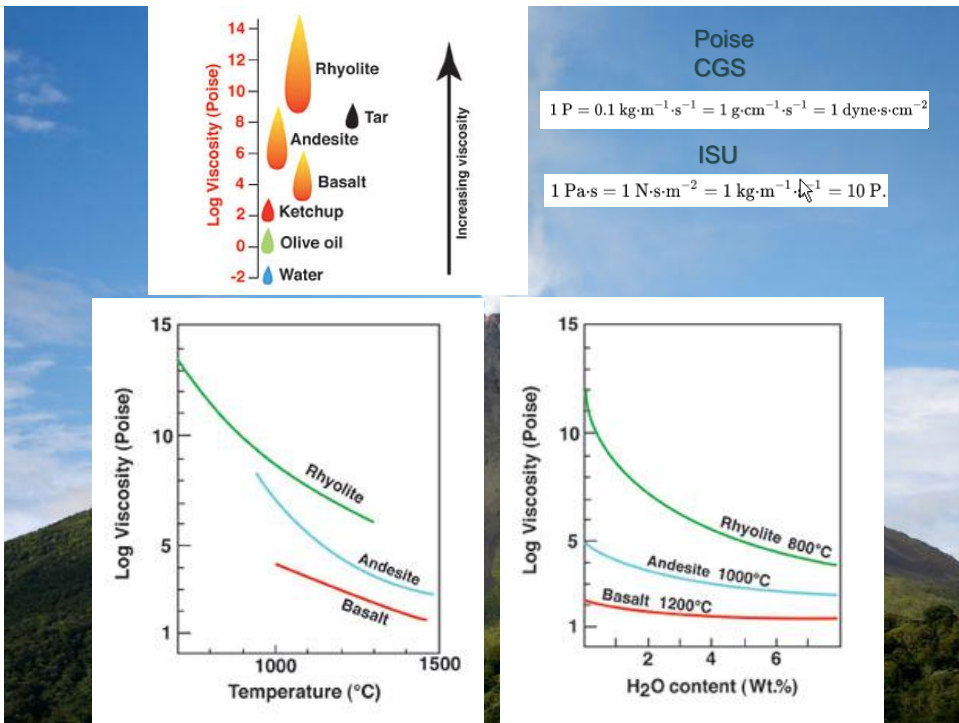 14
12
10
8
6
4
2
0
-2
Log Viscosity (Poise)
Rhyolite
Tar
Andesite
Basalt
Ketchup
Olive oil
Water
Increasing viscosity
Poise
CGS
1 P = 0.1 kg·m⁻¹·s⁻¹ = 1 g·cm⁻¹·s⁻¹ = 1 dyne·s·cm⁻²
ISU
1 Pa·s = 1 N·s·m⁻² = 1 kg·m⁻¹·s⁻¹ = 10 P.
15
10
5
1
Log Viscosity (Poise)
Rhyolite
Andesite
Basalt
1000
1500
Temperature (°C)
15
10
5
1
Log Viscosity (Poise)
Rhyolite 800°C
Andesite 1000°C
Basalt 1200°C
2
4
6
H₂O content (Wt.%)